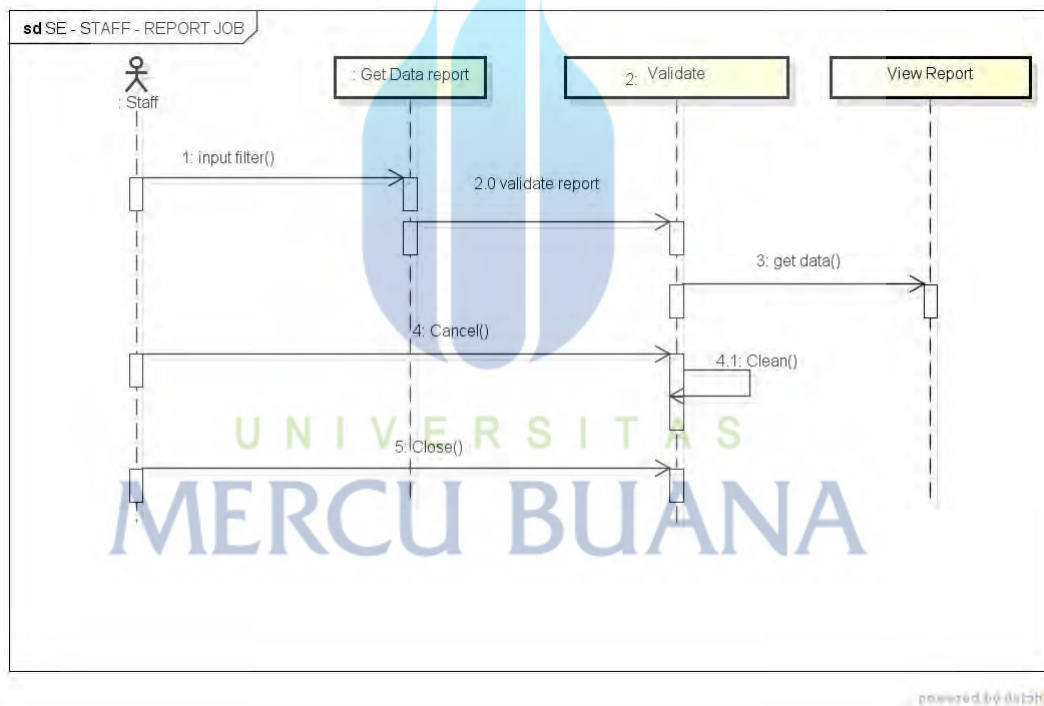 sd SE - STAFF - REPORT JOB
: Staff
: Get Data report
2: Validate
View Report
1: input filter()
2.0 validate report
3: get data()
4: Cancel()
4.1: Clean()
UNIVERSITAS
5: Close()
MERCU BUANA
powered by